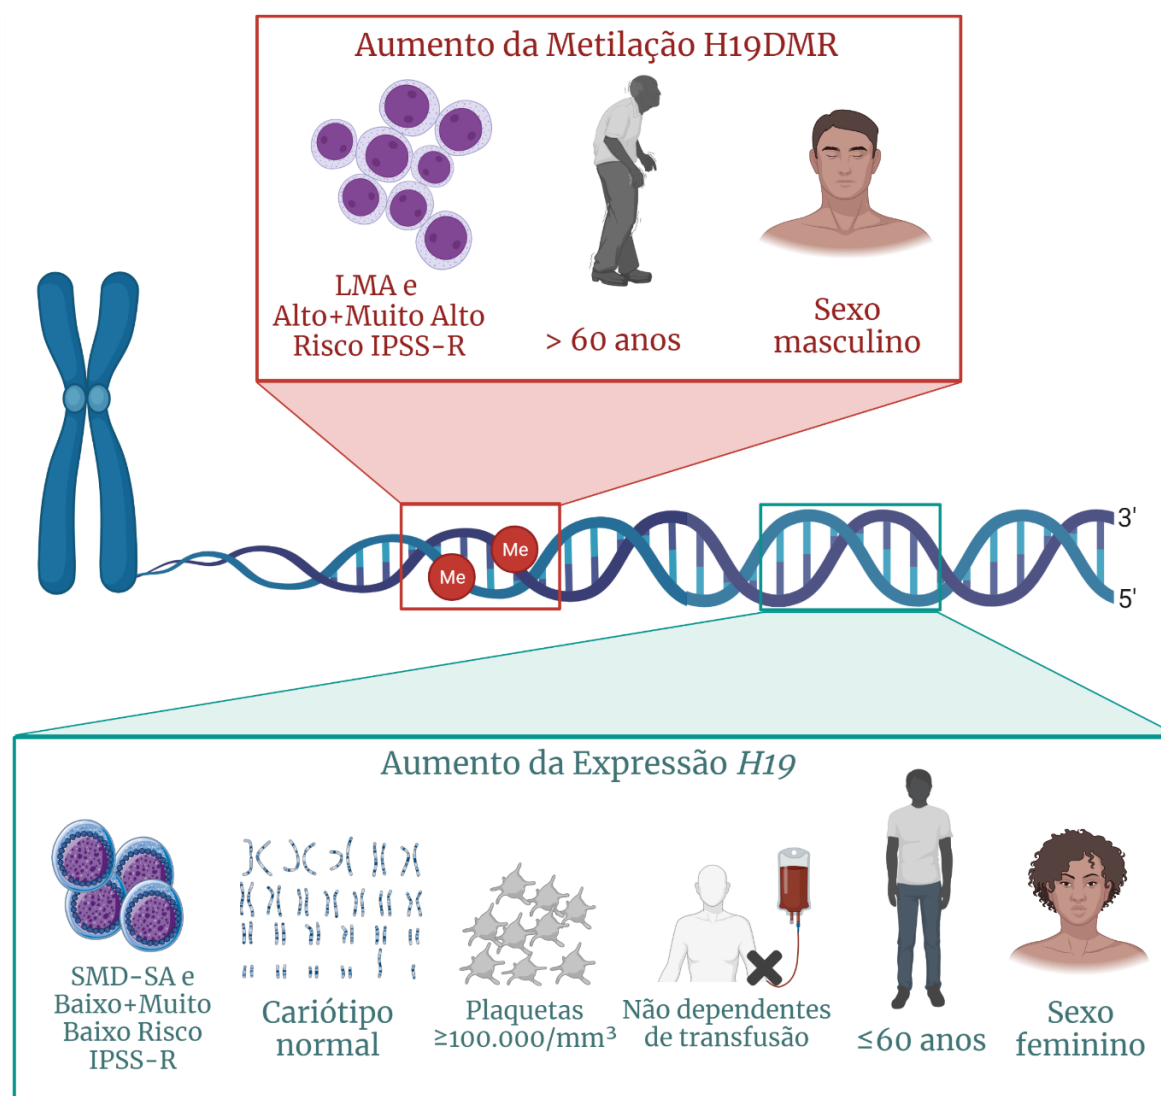 Aumento da Metilação H19DMR
LMA e
Alto+Muito Alto
Risco IPSS-R
> 60 anos
Sexo
masculino
Me
Me
3'
5'
Aumento da Expressão H19
SMD-SA e
Baixo+Muito
Baixo Risco
IPSS-R
Cariótipo
normal
Plaquetas
≥100.000/mm³
Não dependentes
de transfusão
≤60 anos
Sexo
feminino